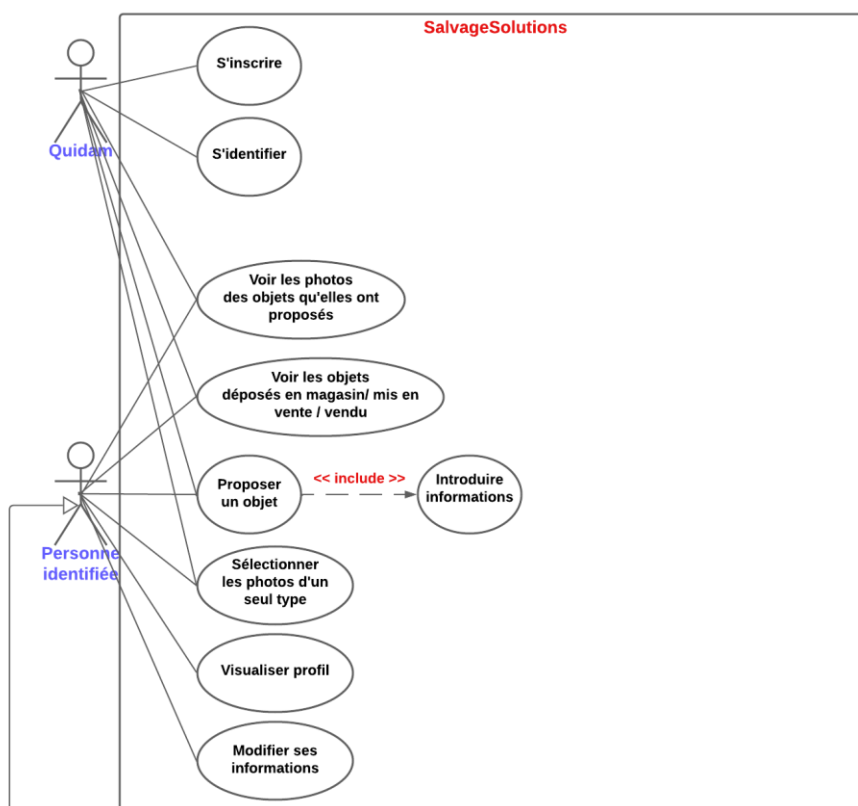 SalvageSolutions
S'inscrire
Quidam
S'identifier
Voir les photos
des objets qu'elles ont
proposés
Voir les objets
déposés en magasin/ mis en
vente / vendu
Personne
identifiée
Proposer
un objet
<< include >>
Introduire
informations
Sélectionner
les photos d'un
seul type
Visualiser profil
Modifier ses
informations